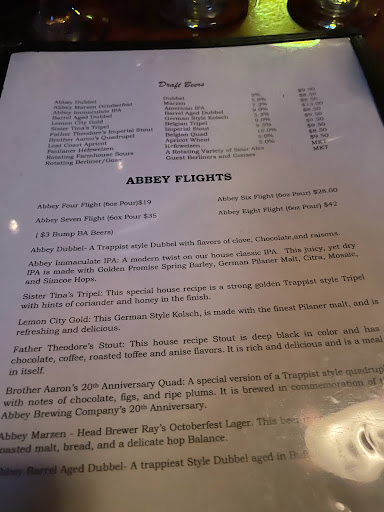 Draft Beers
Abbey Dubbel Dubbel
Abbey Marzen Octoberfest Marzen
Abbey Immaculate IPA American IPA
Barrel Aged Dubbel Barrel Aged Dubbel
Lemon City Gold German Style Kolsch
Sister Tina's Tripel Belgian Tripel
Father Theodore's Imperial Stout Imperial Stout
Brother Aaron's Quadrupel Belgian Quad
Lost Coast Apricot Apricot Wheat
Paulaner Hefeweizen Hefeweizen
Rotating Farmhouse Sours A Rotating Variety of Sour Ales MKT
Rotating Berliner/Gose Guest Berliners and Goses MKT
ABBEY FLIGHTS
Abbey Four Flight (6oz Pour)$19 Abbey Six Flight (6oz Pour) $28.00
Abbey Seven Flight (6ox Pour $35 Abbey Eight Flight (6oz Pour) $42
( $3 Bump BA Beers)
Abbey Dubbel- A Trappist style Dubbel with flavors of clove, Chocolate,and raisons.
Abbey Immaculate IPA: A modern twist on our house classic IPA. This juicy, yet dry
IPA is made with Golden Promise Spring Barley, German Pilsner Malt, Citra, Mosaic,
and Simcoe Hops.
Sister Tina's Tripel: This special house recipe is a strong golden Trappist style Tripel
with hints of coriander and honey in the finish.
Lemon City Gold: This German Style Kolsch, is made with the finest Pilsner malt, and is
refreshing and delicious.
Father Theodore's Stout: This house recipe Stout is deep black in color and has
chocolate, coffee, roasted toffee and anise flavors. It is rich and delicious and is a meal
in itself.
Brother Aaron's 20th Anniversary Quad: A special version of a Trappist style quadrupl
with notes of chocolate, figs, and ripe plums. It is brewed in commemoration of
Abbey Brewing Company's 20th Anniversary.
Abbey Marzen - Head Brewer Ray's Octoberfest Lager. This
oasted malt, bread, and a delicate hop Balance.
bbey Barrel Aged Dubbel- A trappiest Style Dubbel aged in